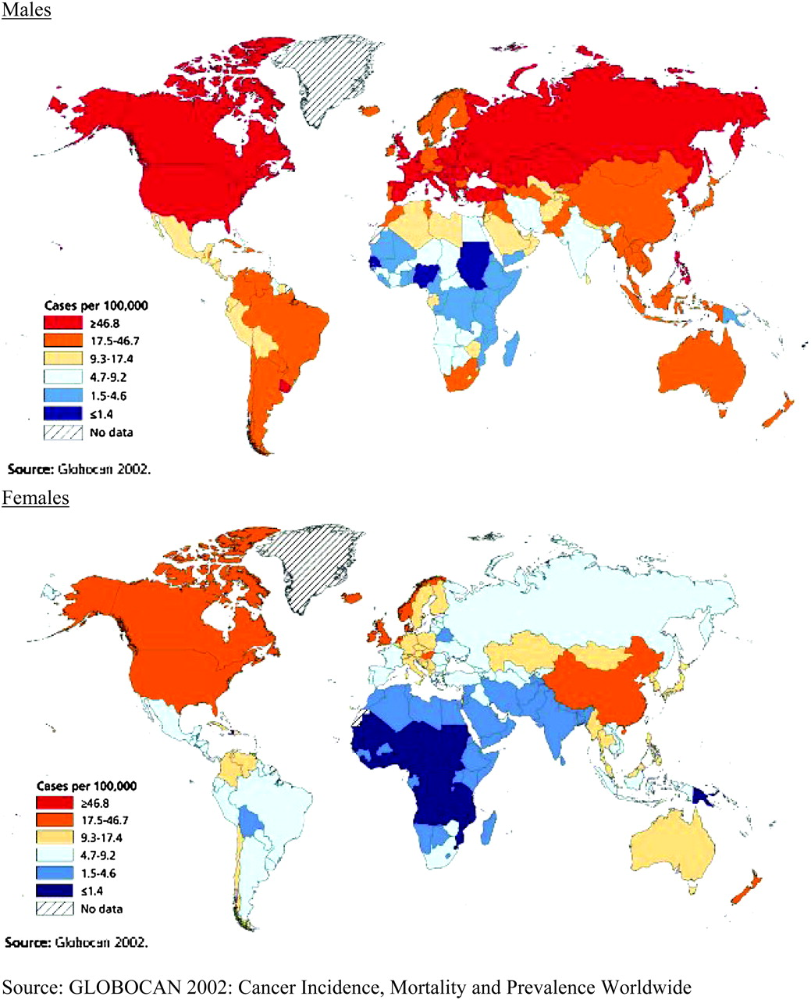 Males
Cases per 100,000
≥46.8
17.5-46.7
9.3-17.4
4.7-9.2
1.5-4.6
≤1.4
No data
Source: Globocan 2002.
Females
Cases per 100,000
≥46.8
17.5-46.7
9.3-17.4
4.7-9.2
1.5-4.6
≤1.4
No data
Source: Globocan 2002.
Source: GLOBOCAN 2002: Cancer Incidence, Mortality and Prevalence Worldwide